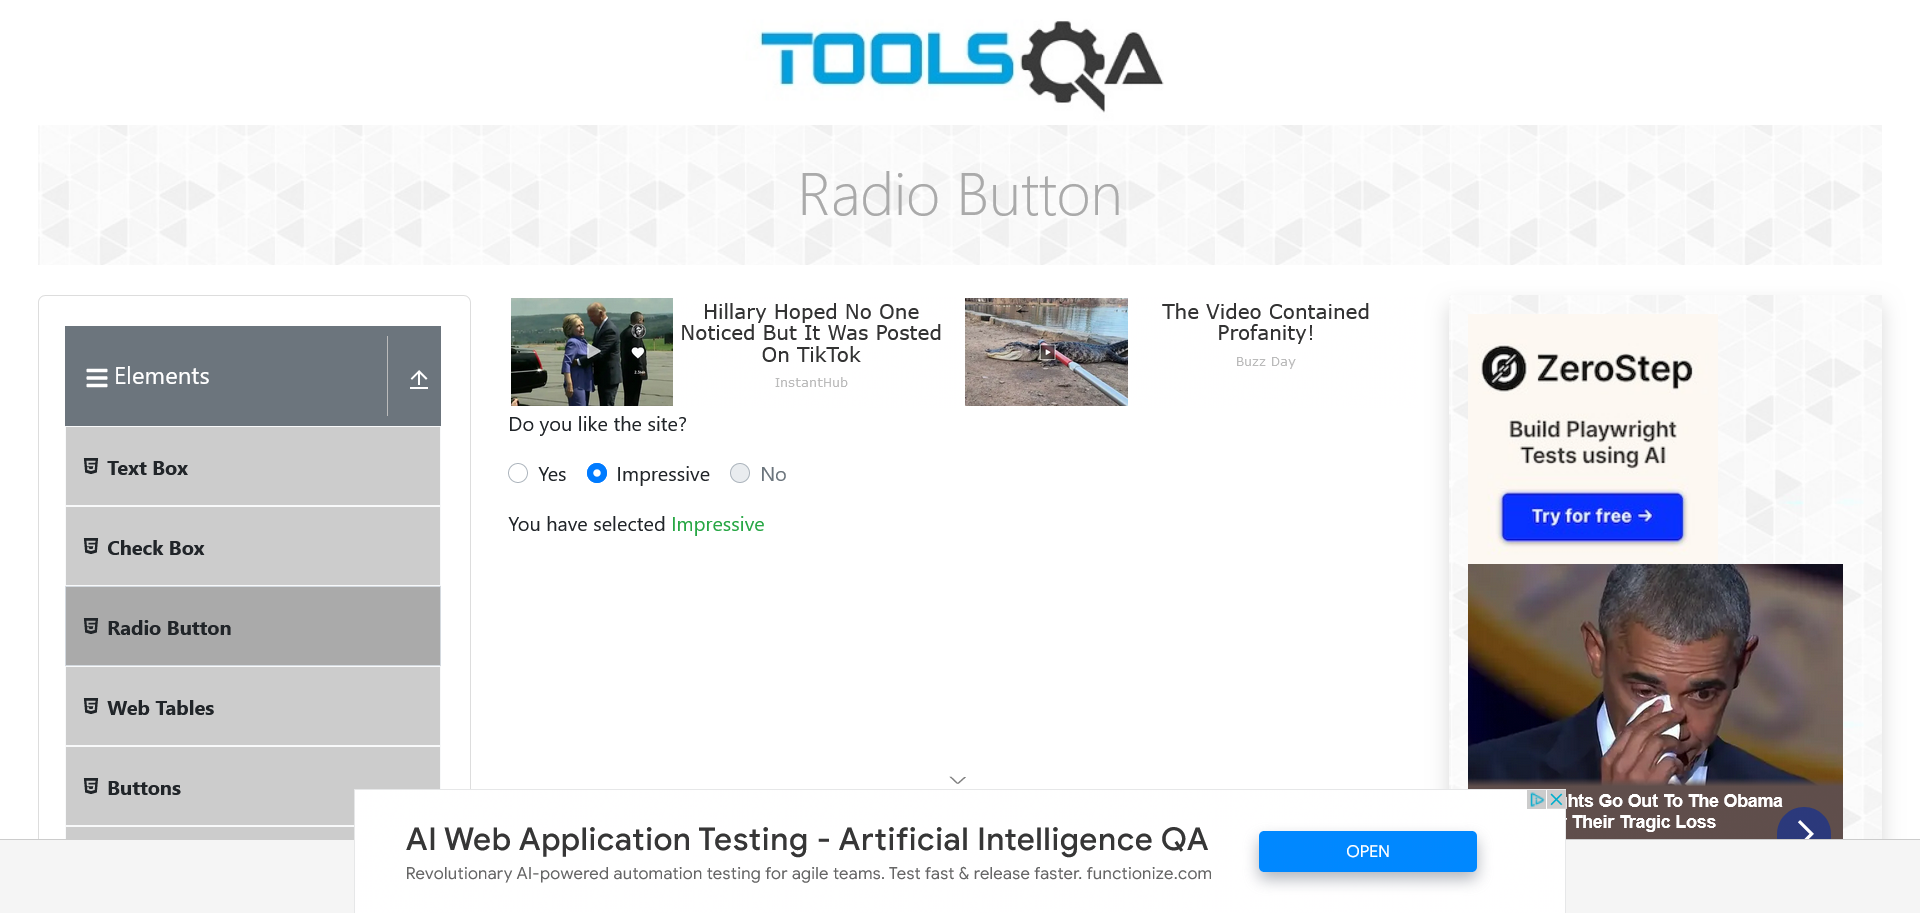 TOOLSQA
Radio Button
Elements
Text Box
Check Box
Radio Button
Web Tables
Buttons
Hillary Hoped No One
Noticed But It Was Posted
On TikTok
InstantHub
The Video Contained
Profanity!
Buzz Day
Do you like the site?
Yes
Impressive
No
You have selected Impressive
ZeroStep
Build Playwright
Tests using AI
Try for free →
hts Go Out To The Obama
Their Tragic Loss
AI Web Application Testing - Artificial Intelligence QA
Revolutionary AI-powered automation testing for agile teams. Test fast & release faster. functionize.com
OPEN